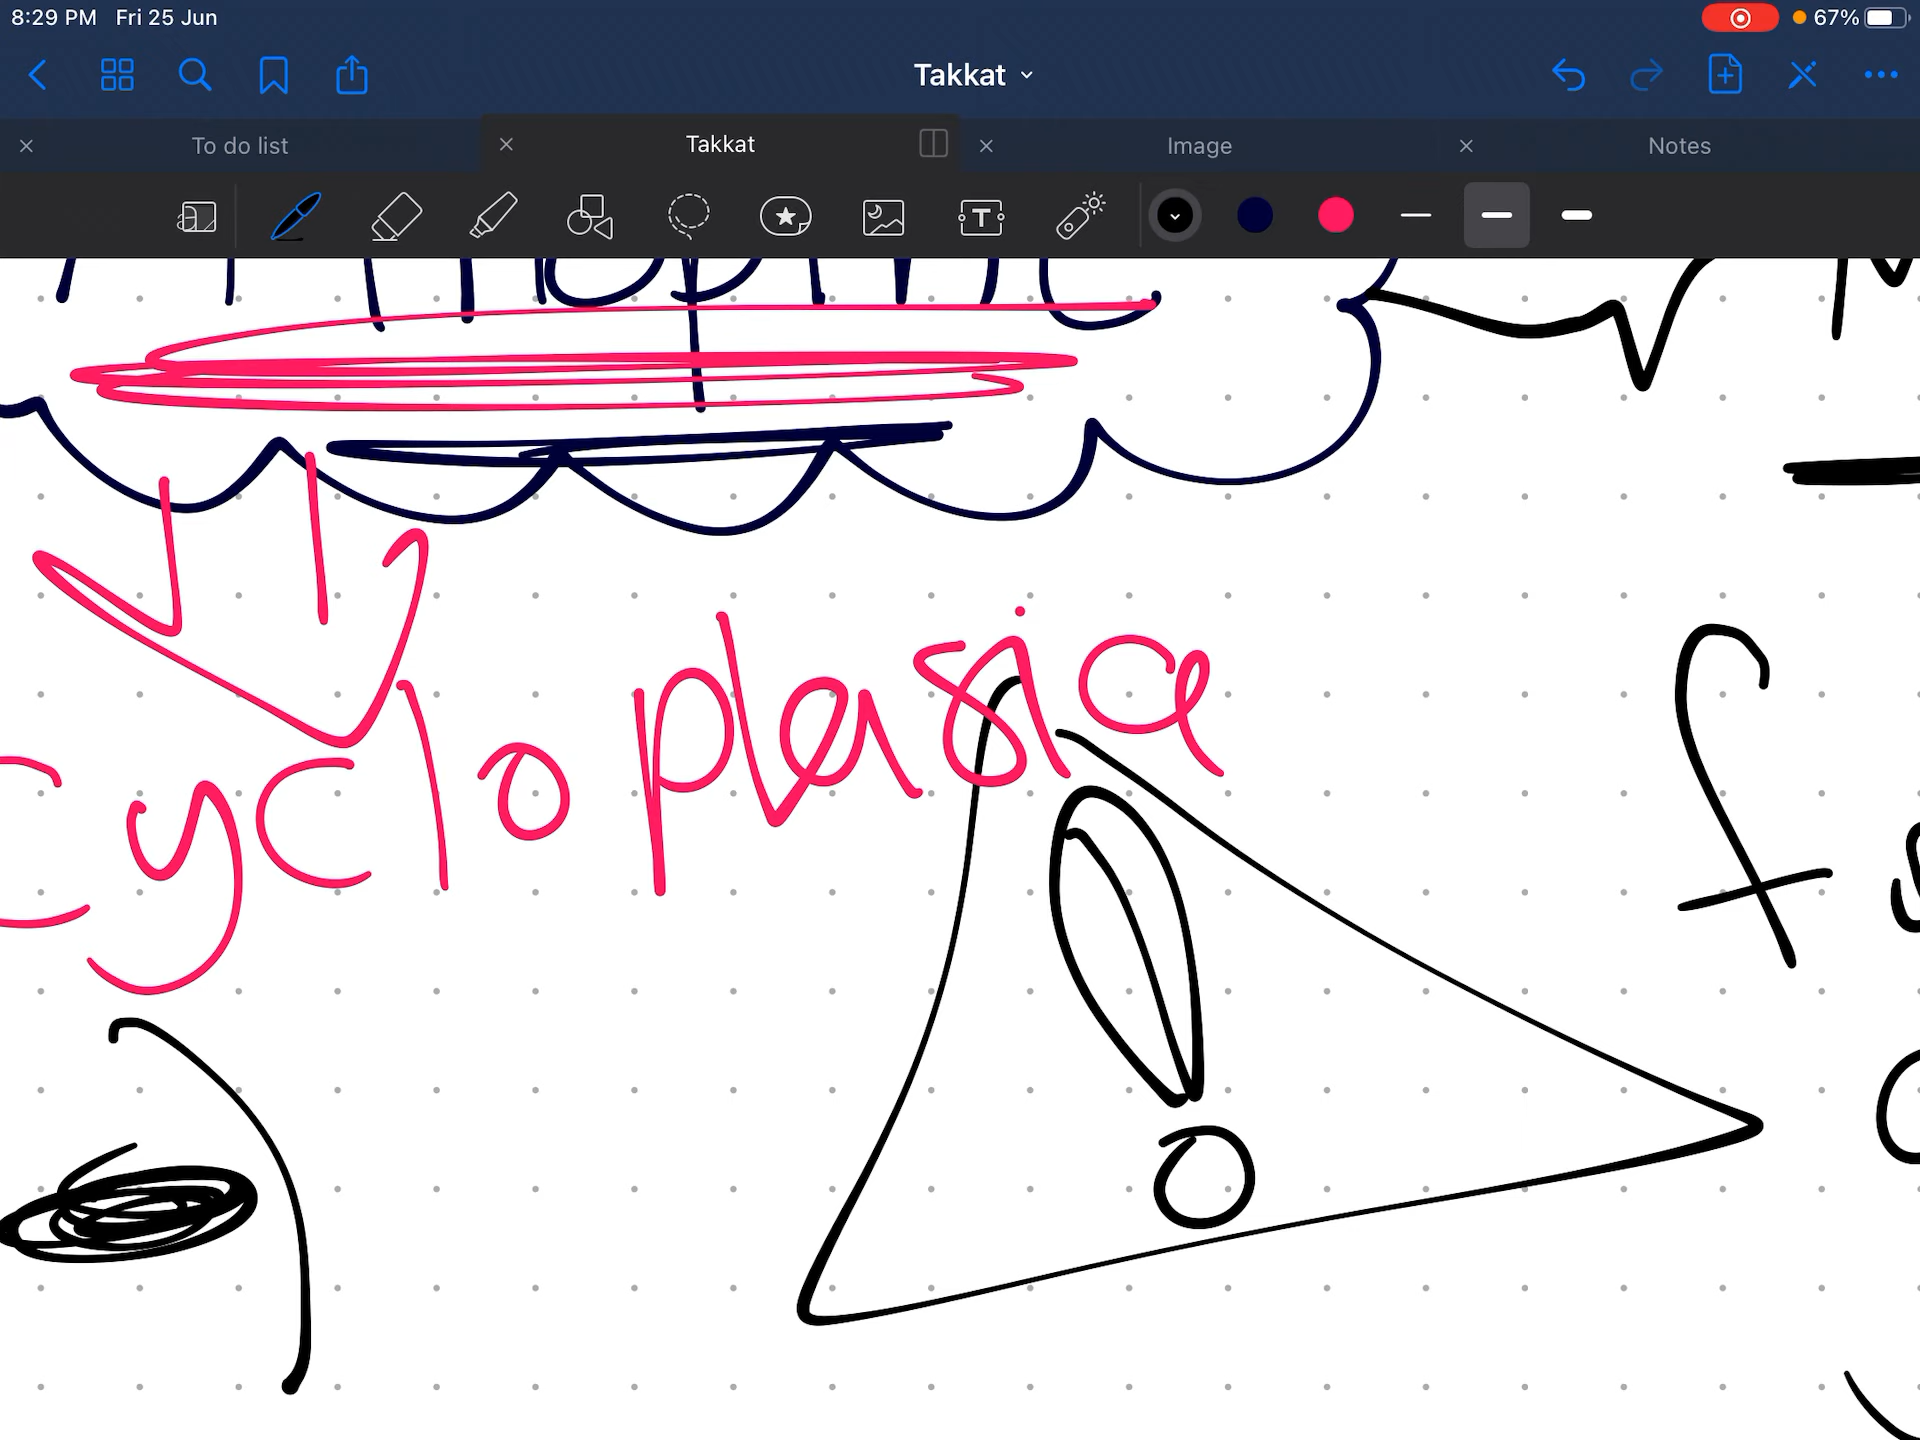 8:29 PM Fri 25 Jun
67%
Takkat
To do list
Takkat
Image
Notes
Cycloplasia